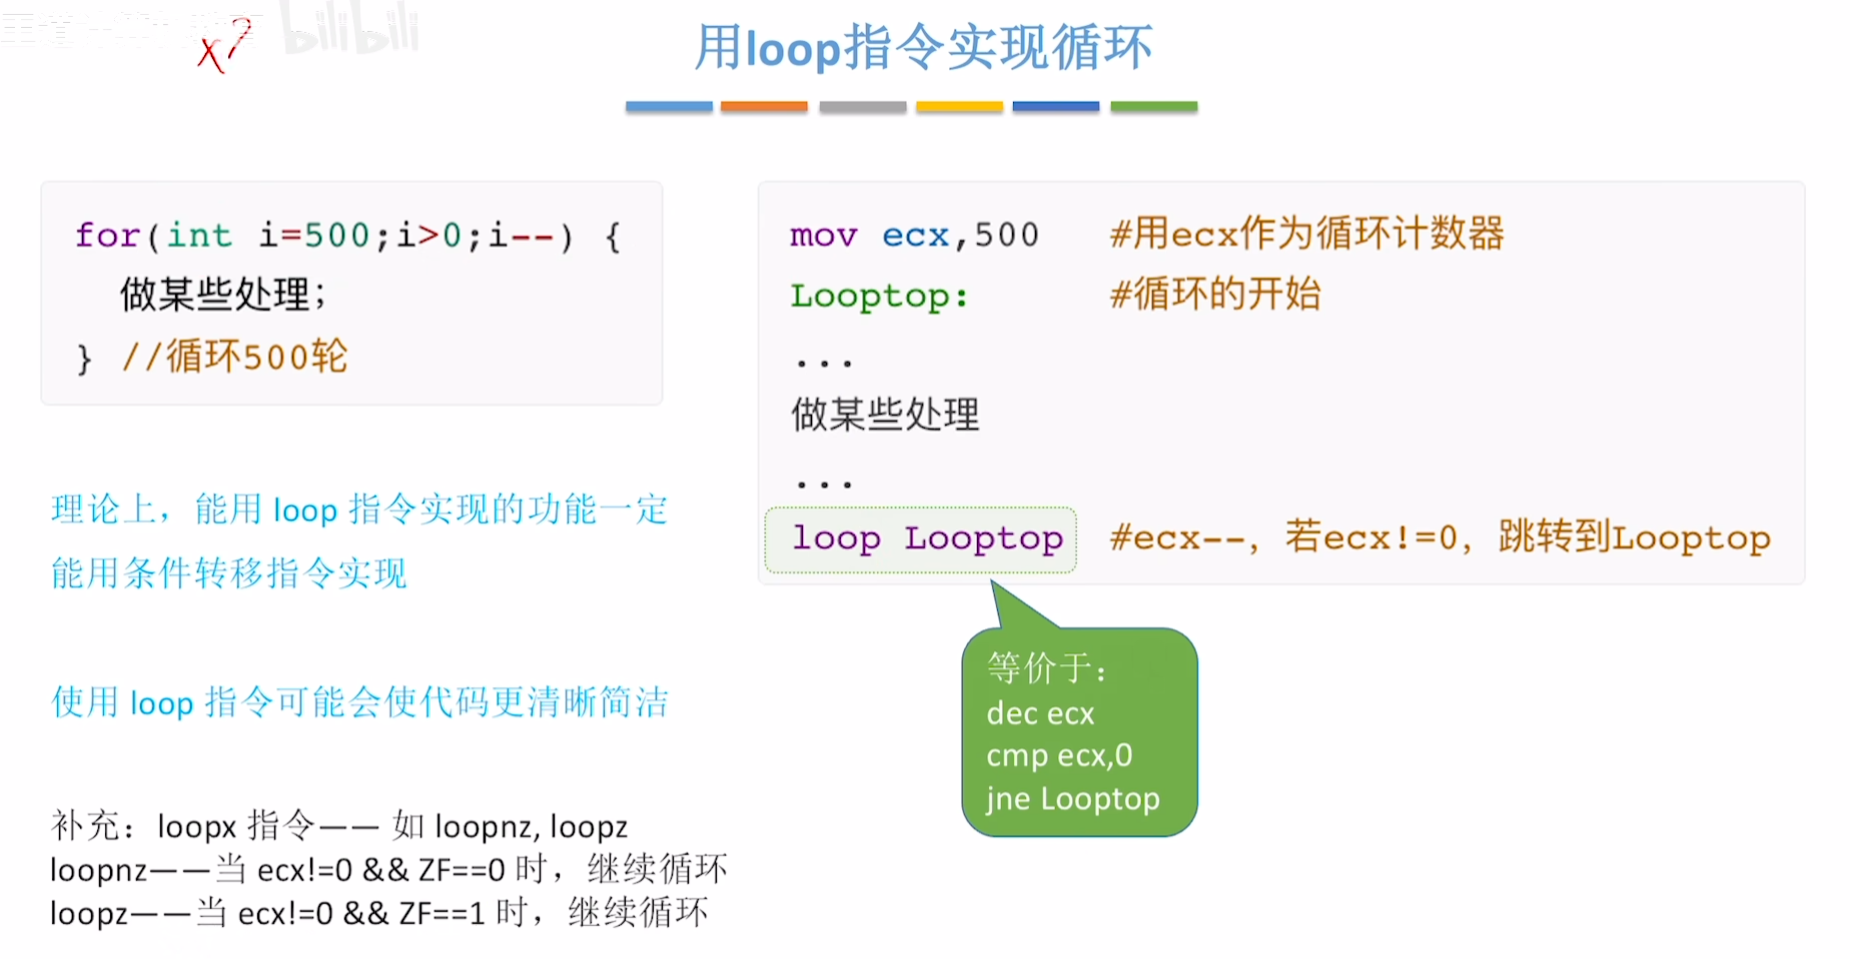 bilibili
x?
用loop指令实现循环
for(int i=500;i>0;i--) {
做某些处理;
} //循环500轮
mov ecx,500 #用ecx作为循环计数器
Looptop: #循环的开始
...
做某些处理
...
loop Looptop #ecx--, 若ecx!=0, 跳转到Looptop
等价于:
dec ecx
cmp ecx,0
jne Looptop
理论上，能用 loop 指令实现的功能一定
能用条件转移指令实现
使用 loop 指令可能会使代码更清晰简洁
补充：loopx 指令—— 如 loopnz, loopz
loopnz——当 ecx!=0 && ZF==0 时，继续循环
loopz——当 ecx!=0 && ZF==1 时，继续循环